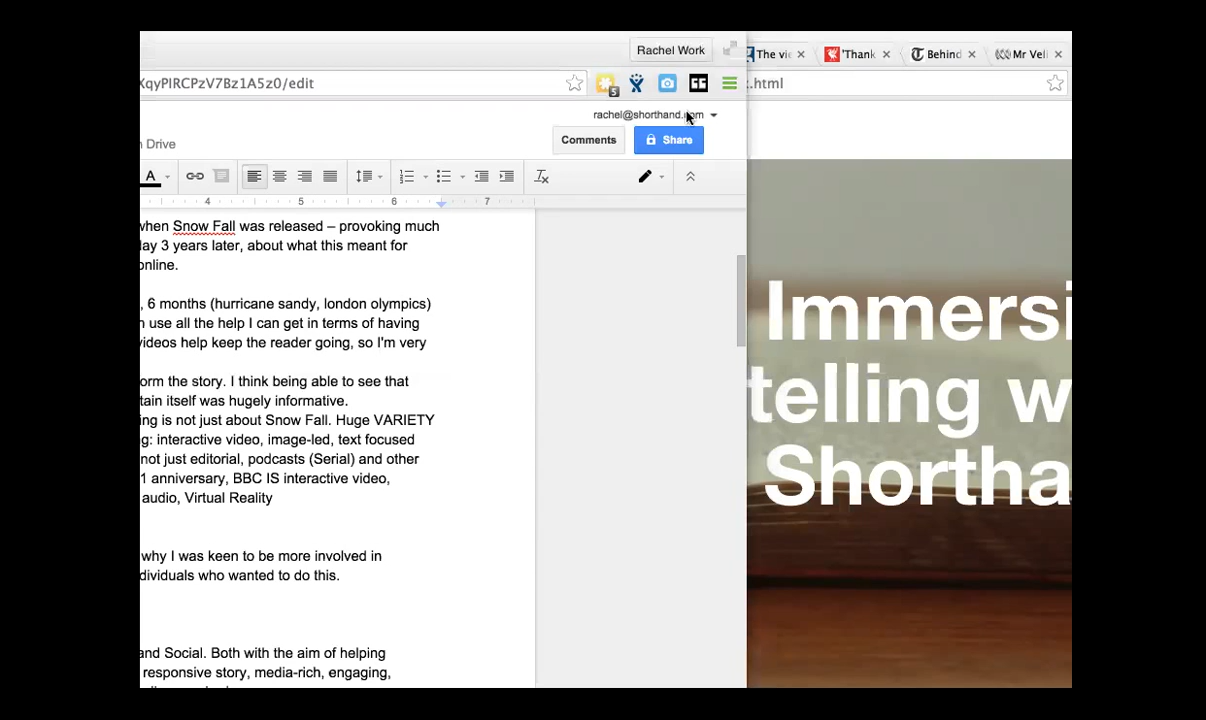 Rachel Work
The vie
'Thank
Behind
Mr Veli
XqyPlRCPzV7Bz1A5z0/edit
5
.html
rachel@shorthand.com
n Drive
Comments
Share
A
4 5 6 7
when Snow Fall was released – provoking much
lay 3 years later, about what this meant for
online.
, 6 months (hurricane sandy, london olympics)
n use all the help I can get in terms of having
videos help keep the reader going, so I'm very
orm the story. I think being able to see that
tain itself was hugely informative.
ing is not just about Snow Fall. Huge VARIETY
g: interactive video, image-led, text focused
not just editorial, podcasts (Serial) and other
1 anniversary, BBC IS interactive video,
audio, Virtual Reality
why I was keen to be more involved in
dividuals who wanted to do this.
and Social. Both with the aim of helping
responsive story, media-rich, engaging,
Immersi
telling w
Shortha